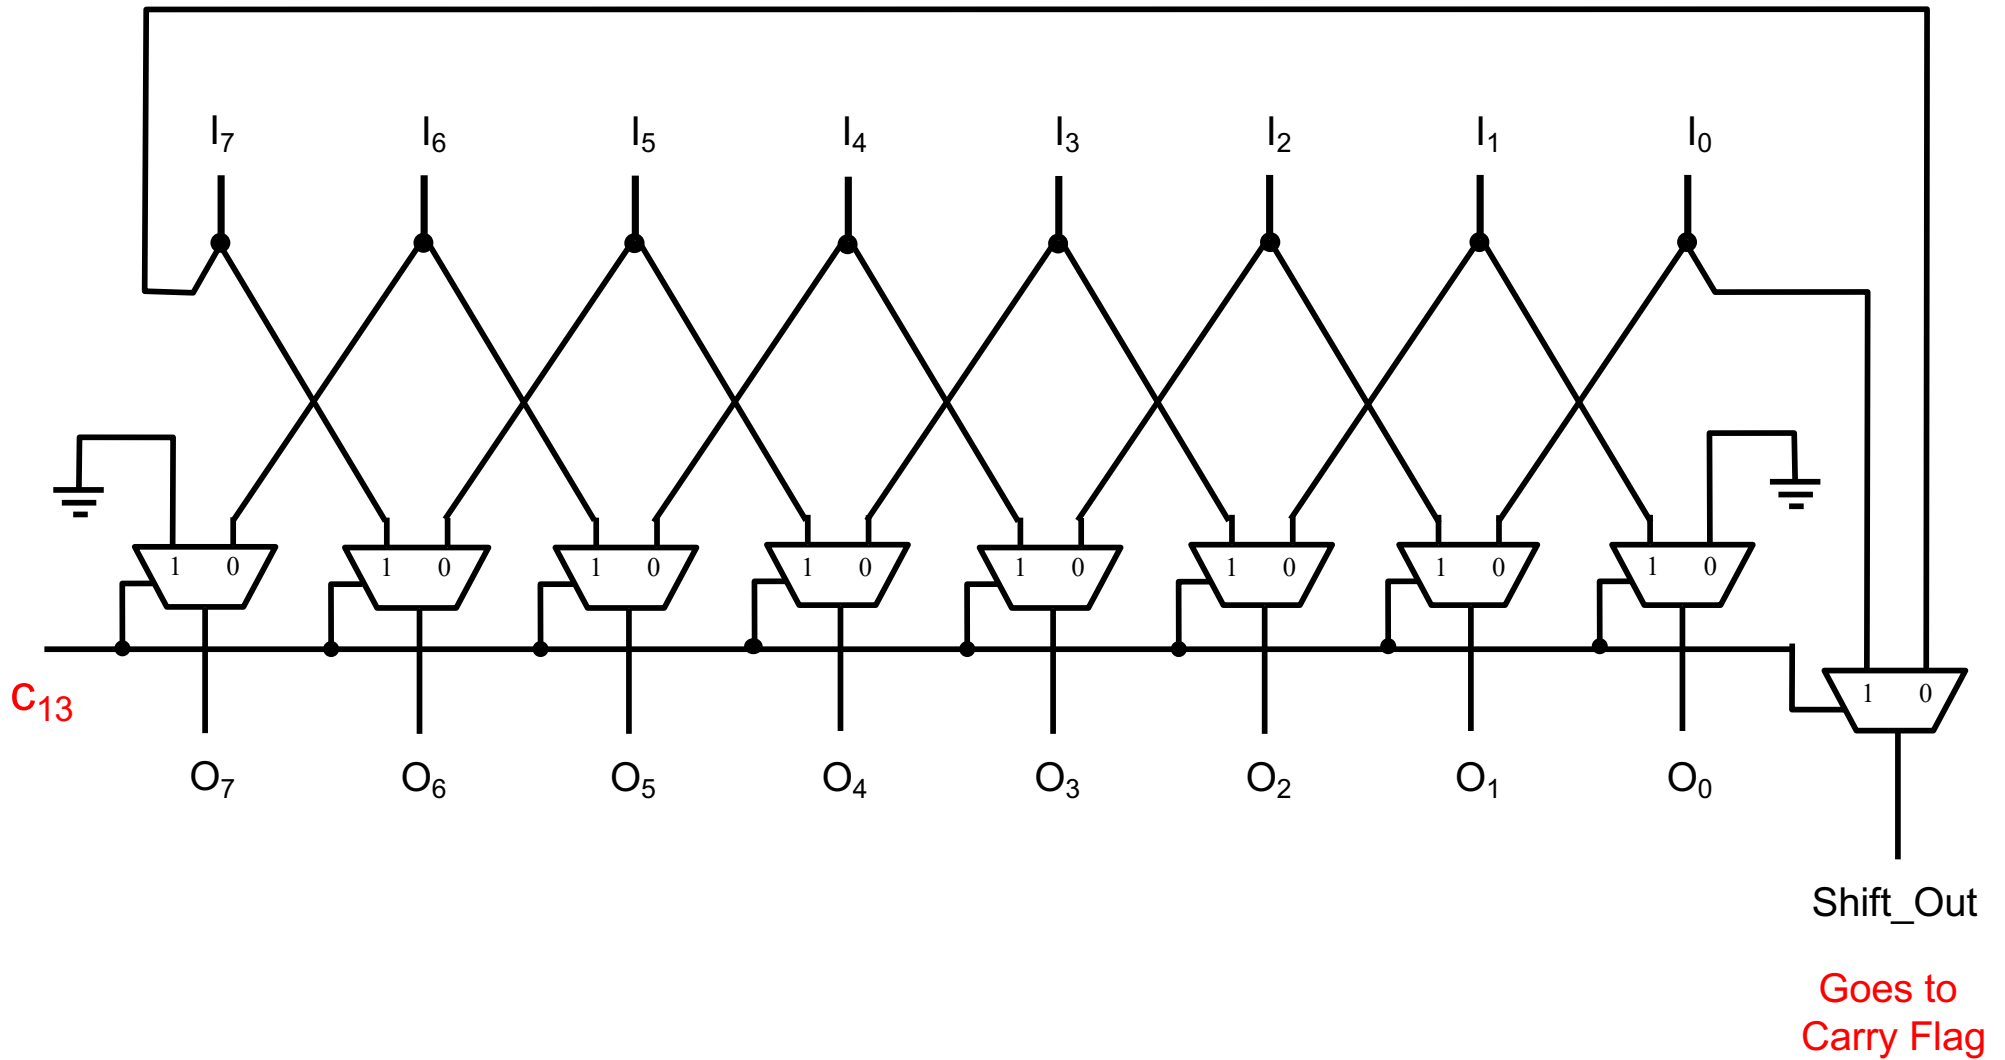 I₇ I₆ I₅ I₄ I₃ I₂ I₁ I₀
1 0 1 0 1 0 1 0 1 0 1 0 1 0 1 0
c₁₃
1 0
O₇ O₆ O₅ O₄ O₃ O₂ O₁ O₀
Shift_Out
Goes to
Carry Flag